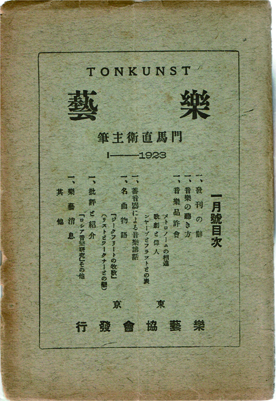 TONKUNST
藝樂
筆主衛直馬門
I——1923
一月號目次
一、發刊の辭
一、音樂の聽き方
一、音樂品評會
一、蓄音器による音樂講話
一、名曲物語
一、批評と紹介
一、樂藝消息
其他
京東
行發會協藝樂